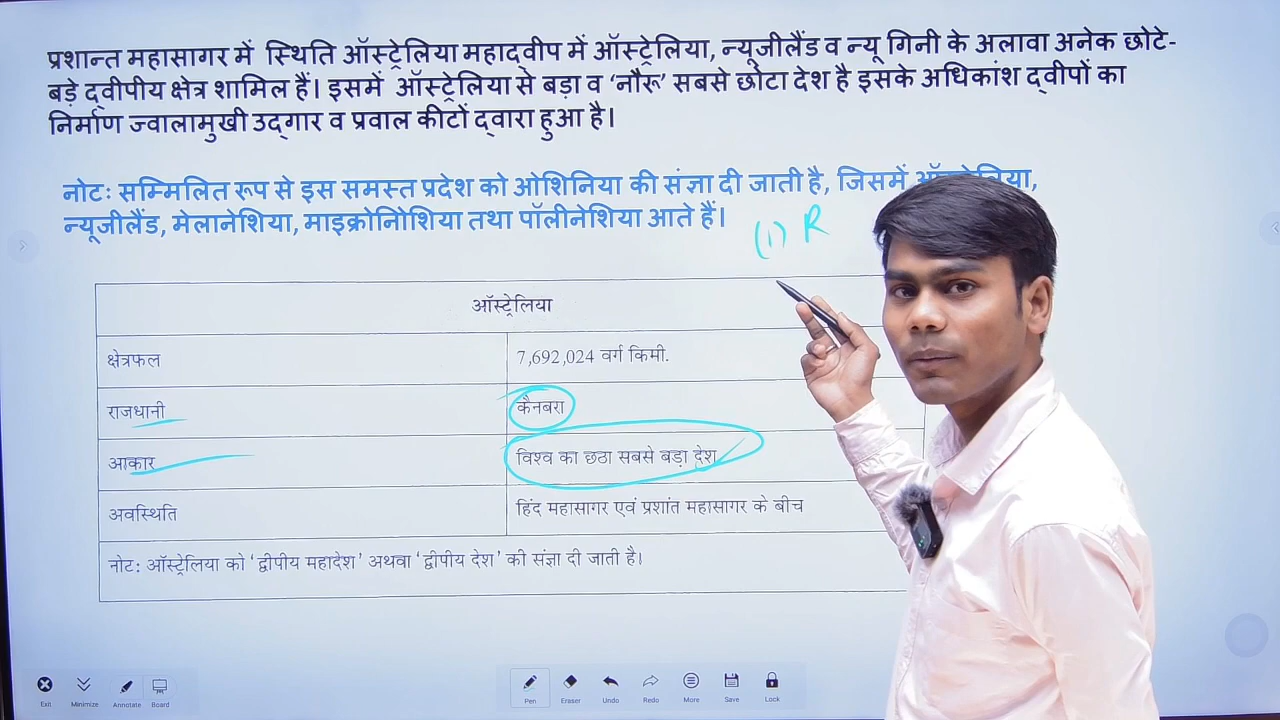 प्रशान्त महासागर में स्थिति ऑस्ट्रेलिया महाद्वीप में ऑस्ट्रेलिया, न्यूजीलैंड व न्यू गिनी के अलावा अनेक छोटे-
बड़े द्वीपीय क्षेत्र शामिल हैं। इसमें ऑस्ट्रेलिया से बड़ा व ‘नौरू’ सबसे छोटा देश है इसके अधिकांश द्वीपों का
निर्माण ज्वालामुखी उद्गार व प्रवाल कीटों द्वारा हुआ है।
नोटः सम्मिलित रूप से इस समस्त प्रदेश को ओशिनिया की संज्ञा दी जाती है, जिसमें
न्यूजीलैंड, मेलानेशिया, माइक्रोनिोशिया तथा पॉलीनेशिया आते हैं।
(1) R
ऑस्ट्रेलिया
क्षेत्रफल 7,692,024 वर्ग किमी.
राजधानी कैनबरा
आकार विश्व का छठा सबसे बड़ा देश
अवस्थिति हिंद महासागर एवं प्रशांत महासागर के बीच
नोट: ऑस्ट्रेलिया को ‘द्वीपीय महादेश’ अथवा ‘द्वीपीय देश’ की संज्ञा दी जाती है।
Exit Minimize Annotate Board Pen Eraser Undo Redo More Save Lock